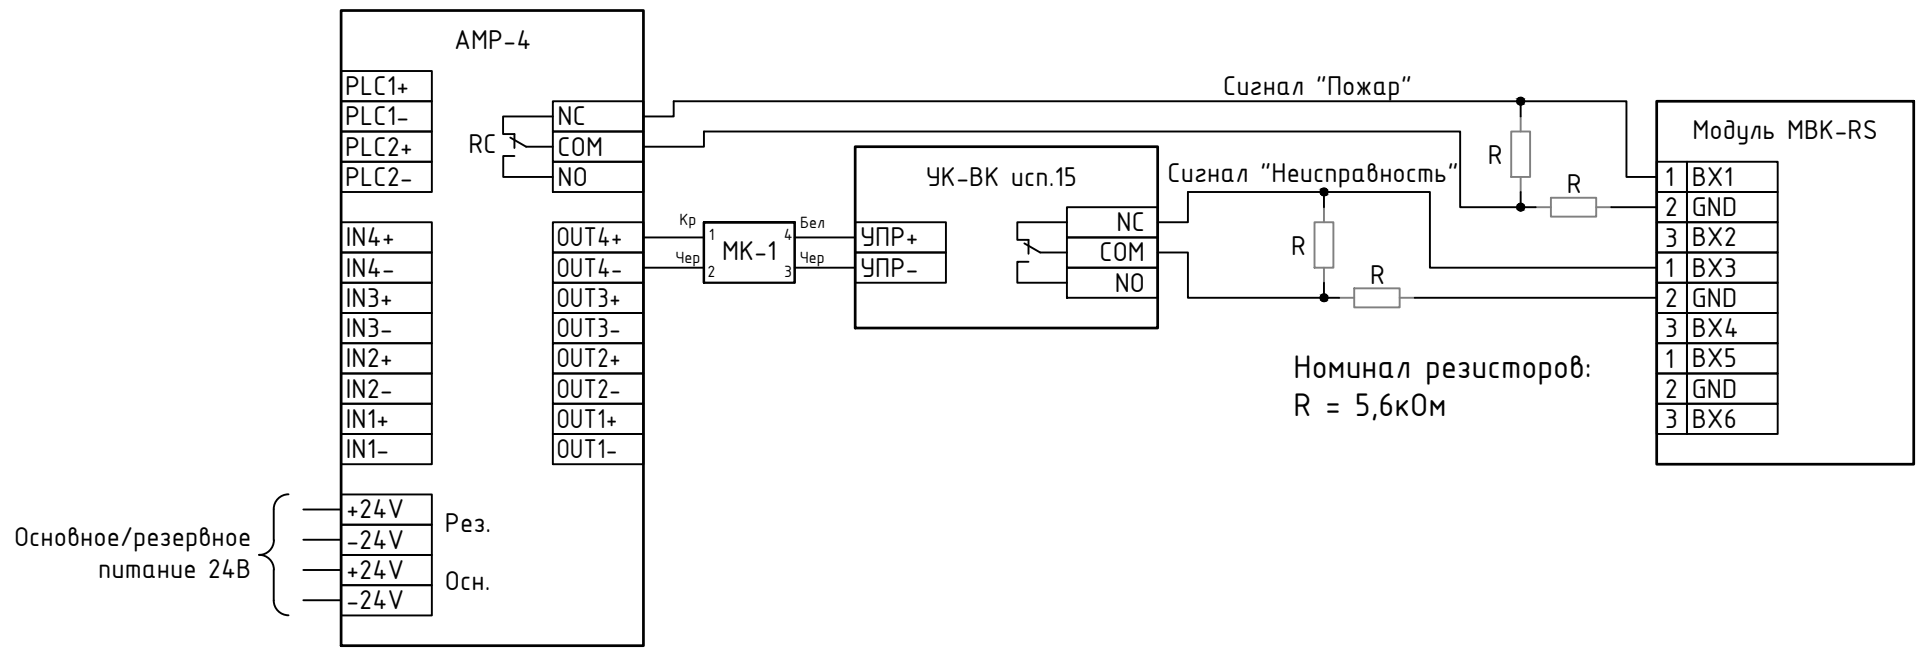 АМР-4
PLC1+
PLC1-
PLC2+
PLC2-
RC
NC
COM
NO
IN4+
IN4-
IN3+
IN3-
IN2+
IN2-
IN1+
IN1-
OUT4+
OUT4-
OUT3+
OUT3-
OUT2+
OUT2-
OUT1+
OUT1-
+24V
-24V
+24V
-24V
Рез.
Осн.
Основное/резервное
питание 24В
Кр
Чер
1
2
МК-1
4
3
Бел
Чер
УК-ВК исп.15
УПР+
УПР-
NC
COM
NO
Сигнал "Пожар"
Сигнал "Неисправность"
R
R
R
R
Номинал резисторов:
R = 5,6кОм
Модуль МВК-RS
1 ВХ1
2 GND
3 ВХ2
1 ВХ3
2 GND
3 ВХ4
1 ВХ5
2 GND
3 ВХ6